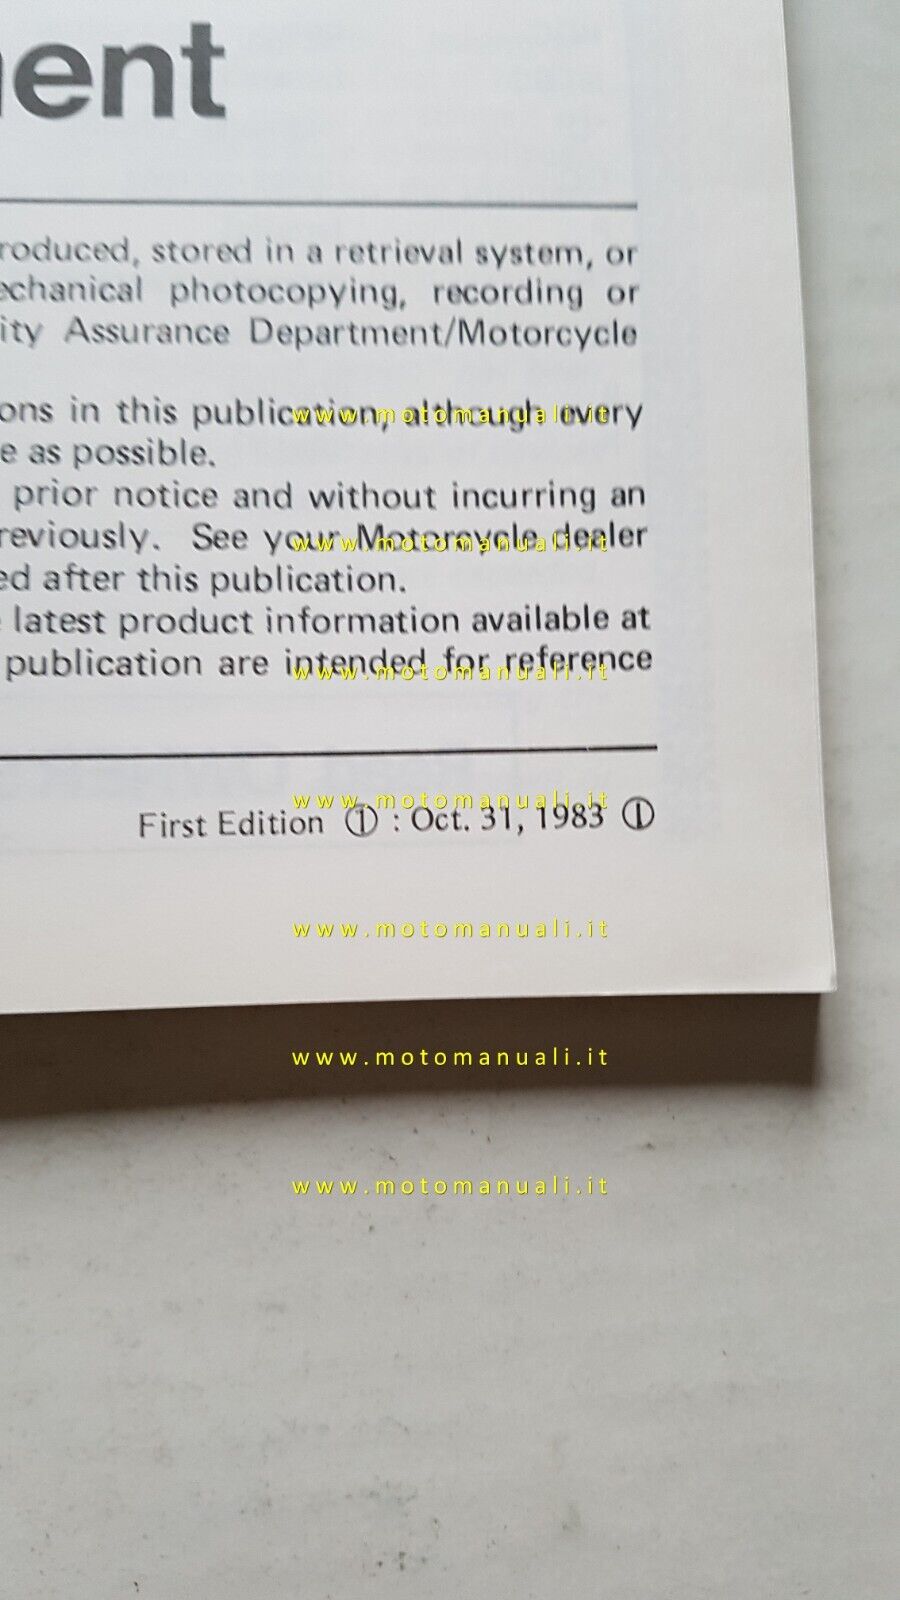 ent
roduced, stored in a retrieval system, or
echanical photocopying, recording or
ity Assurance Department/Motorcycle
ons in this publication, although every
www.motomanuali.it
e as possible.
prior notice and without incurring an
reviously. See your Motorcycle dealer
www.motomanuali.it
ed after this publication.
latest product information available at
publication are intended for reference
www.motomanuali.it
www.motomanuali.it
First Edition ① : Oct. 31, 1983 ①
www.motomanuali.it
www.motomanuali.it
www.motomanuali.it